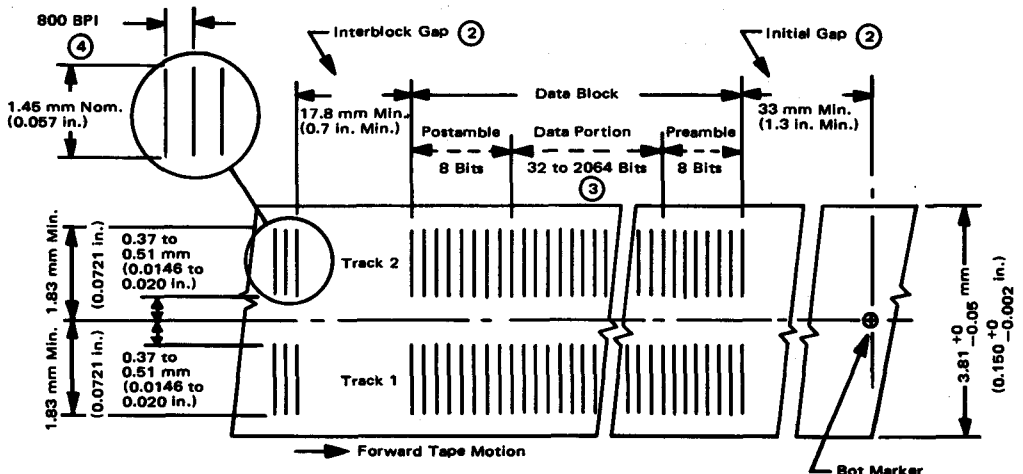 800 BPI
④
Interblock Gap ②
Initial Gap ②
1.45 mm Nom.
(0.057 in.)
17.8 mm Min.
(0.7 in. Min.)
Data Block
33 mm Min.
(1.3 in. Min.)
Postamble
Data Portion
Preamble
8 Bits
32 to 2064 Bits
8 Bits
③
1.83 mm Min.
(0.0721 in.)
0.37 to
0.51 mm
(0.0146 to
0.020 in.)
Track 2
1.83 mm Min.
(0.0721 in.)
0.37 to
0.51 mm
(0.0146 to
0.020 in.)
Track 1
3.81 +0 -0.05 mm
(0.150 +0 -0.002 in.)
Forward Tape Motion
Bot Marker